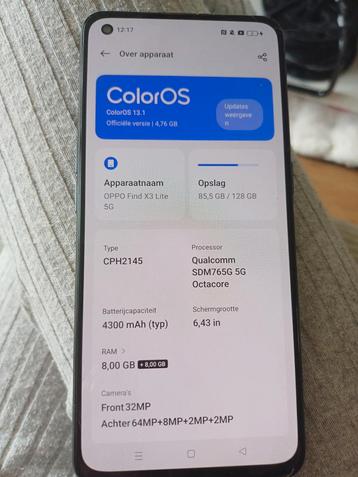 12:17
Over apparaat
ColorOS
ColorOS 13.1
Officiële versie | 4,76 GB
Updates
weergave
n
Apparaatnaam
OPPO Find X3 Lite
5G
Opslag
85,5 GB / 128 GB
Type
CPH2145
Processor
Qualcomm
SDM765G 5G
Octacore
Batterijcapaciteit
4300 mAh (typ)
Schermgrootte
6,43 in
RAM >
8,00 GB + 8,00 GB
Camera's
Front 32MP
Achter 64MP+8MP+2MP+2MP